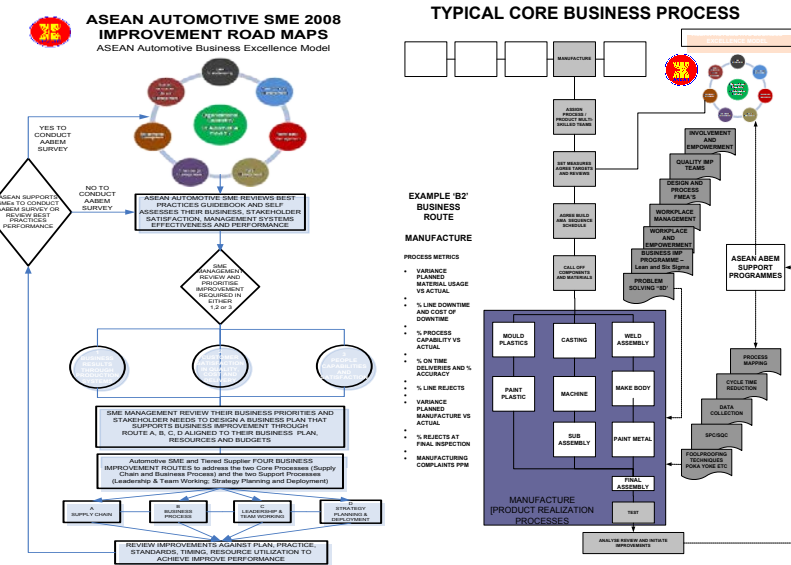 ASEAN AUTOMOTIVE SME 2008
IMPROVEMENT ROAD MAPS
ASEAN Automotive Business Excellence Model
YES TO
CONDUCT
AABEM
SURVEY
NO TO
CONDUCT
AABEM
SURVEY
ASEAN SUPPORTS
SMEs TO CONDUCT
AABEM SURVEY OR
REVIEW BEST
PRACTICES
PERFORMANCE
ASEAN AUTOMOTIVE SME REVIEWS BEST
PRACTICES GUIDEBOOK AND SELF
ASSESSES THEIR BUSINESS, STAKEHOLDER
SATISFACTION, MANAGEMENT SYSTEMS
EFFECTIVENESS AND PERFORMANCE
SME
MANAGEMENT
REVIEW AND
PRIORITISE
IMPROVEMENT
REQUIRED IN
EITHER
1,2 or 3
BUSINESS
RESULTS
THROUGH
PEOPLE
CAPABILITIES
AND
SME MANAGEMENT REVIEW THEIR BUSINESS PRIORITIES AND
STAKEHOLDER NEEDS TO DESIGN A BUSINESS PLAN THAT
SUPPORTS BUSINESS IMPROVEMENT THROUGH
ROUTE A, B, C, D ALIGNED TO THEIR BUSINESS PLAN,
RESOURCES AND BUDGETS
Automotive SME and Tiered Supplier FOUR BUSINESS
IMPROVEMENT ROUTES to address the two Core Processes (Supply
Chain and Business Process) and the two Support Processes
(Leadership & Team Working; Strategy Planning and Deployment)
A
SUPPLY CHAIN
B
BUSINESS
PROCESS
C
LEADERSHIP &
TEAM WORKING
D
STRATEGY
PLANNING &
DEPLOYMENT
REVIEW IMPROVEMENTS AGAINST PLAN, PRACTICE,
STANDARDS, TIMING, RESOURCE UTILIZATION TO
ACHIEVE IMPROVE PERFORMANCE
TYPICAL CORE BUSINESS PROCESS
EXCELLENCE MODEL
MANUFACTURE
ASSIGN
PROCESS /
PRODUCT MULTI-
SKILLED TEAMS
SET MEASURES
AGREE TARGETS
AND REVIEWS
AGREE BUILD
AMA SEQUENCE
SCHEDULE
CALL OFF
COMPONENTS
AND MATERIALS
EXAMPLE ‘B2’
BUSINESS
ROUTE
MANUFACTURE
PROCESS METRICS
• VARIANCE
PLANNED
MATERIAL USAGE
VS ACTUAL
•
• % LINE DOWNTIME
AND COST OF
DOWNTIME
•
• % PROCESS
CAPABILITY VS
ACTUAL
•
• % ON TIME
DELIVERIES AND %
ACCURACY
•
• % LINE REJECTS
•
• VARIANCE
PLANNED
MANUFACTURE VS
ACTUAL
•
• % REJECTS AT
FINAL INSPECTION
•
• MANUFACTURING
COMPLAINTS PPM
INVOLVEMENT
AND
EMPOWERMENT
QUALITY IMP
TEAMS
DESIGN AND
PROCESS
FMEA’S
WORKPLACE
MANAGEMENT
WORKPLACE
AND
EMPOWERMENT
BUSINESS IMP
PROGRAMME –
Lean and Six Sigma
PROBLEM
SOLVING “8D’
ASEAN ABEM
SUPPORT
PROGRAMMES
PROCESS
MAPPING
CYCLE TIME
REDUCTION
DATA
COLLECTION
SPC/SQC
FOOLPROOFING
TECHNIQUES
POKA YOKE ETC
MOULD
PLASTICS
CASTING
WELD
ASSEMBLY
PAINT
PLASTIC
MACHINE
MAKE BODY
SUB
ASSEMBLY
PAINT METAL
FINAL
ASSEMBLY
TEST
MANUFACTURE
[PRODUCT REALIZATION
PROCESSES
ANALYSE REVIEW AND INITIATE
IMPROVEMENTS